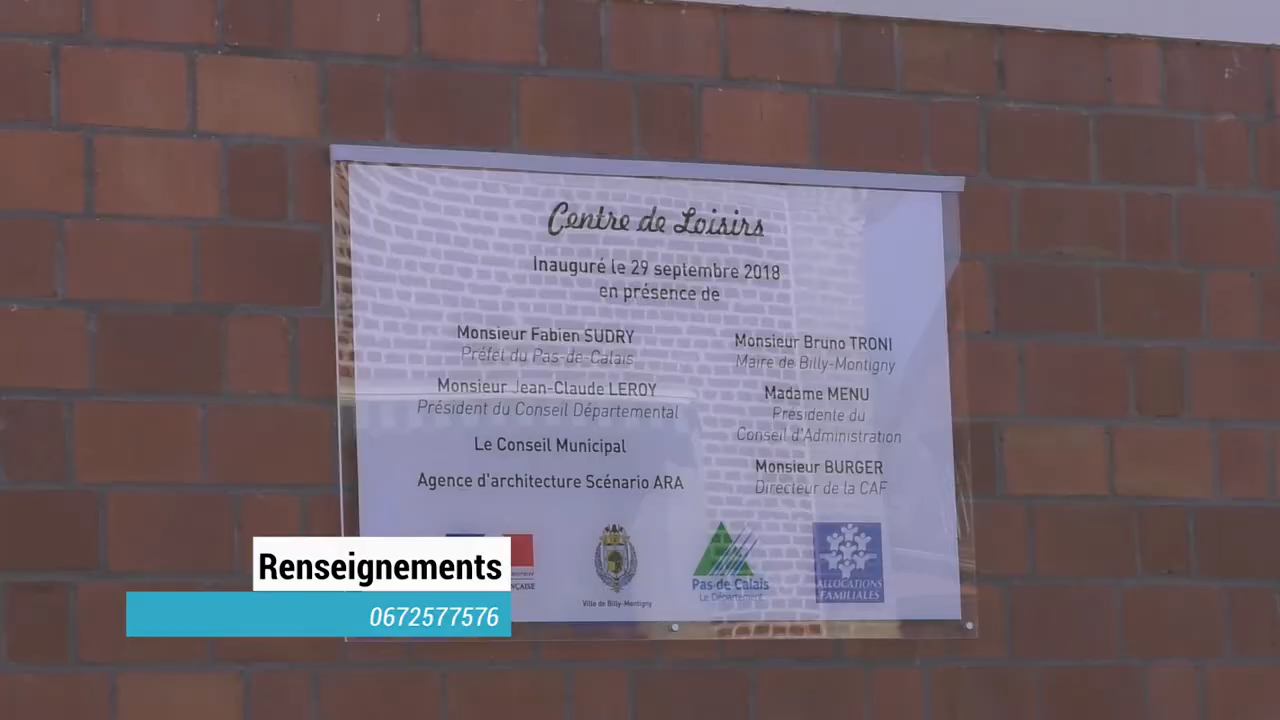 Centre de Loisirs
Inauguré le 29 septembre 2018
en présence de
Monsieur Fabien SUDRY
Préfet du Pas-de-Calais
Monsieur Jean-Claude LEROY
Président du Conseil Départemental
Le Conseil Municipal
Agence d'architecture Scénario ARA
Monsieur Bruno TRONI
Maire de Billy-Montigny
Madame MENU
Présidente du
Conseil d'Administration
Monsieur BURGER
Directeur de la CAF
Ville de Billy-Montigny
Pas de Calais
Le Département
ALLOCATIONS
FAMILIALES
Renseignements
0672577576